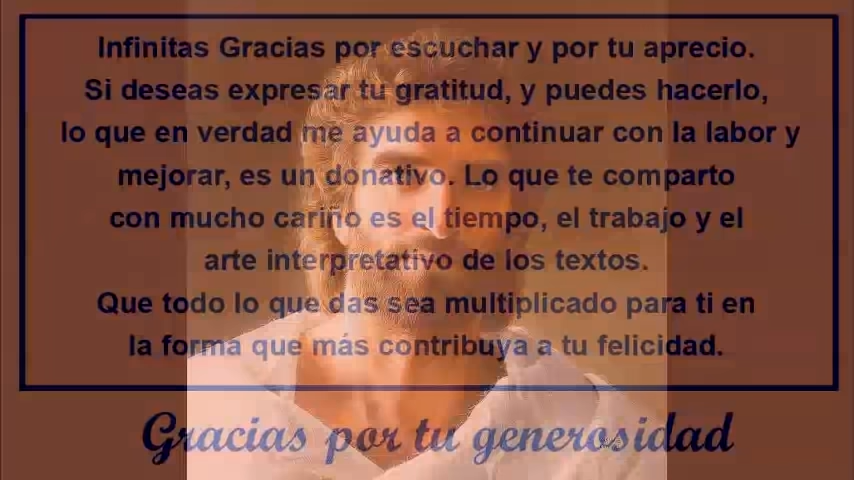 Infinitas Gracias por escuchar y por tu aprecio.
Si deseas expresar tu gratitud, y puedes hacerlo,
lo que en verdad me ayuda a continuar con la labor y
mejorar, es un donativo. Lo que te comparto
con mucho cariño es el tiempo, el trabajo y el
arte interpretativo de los textos.
Que todo lo que das sea multiplicado para ti en
la forma que más contribuya a tu felicidad.
Gracias por tu generosidad